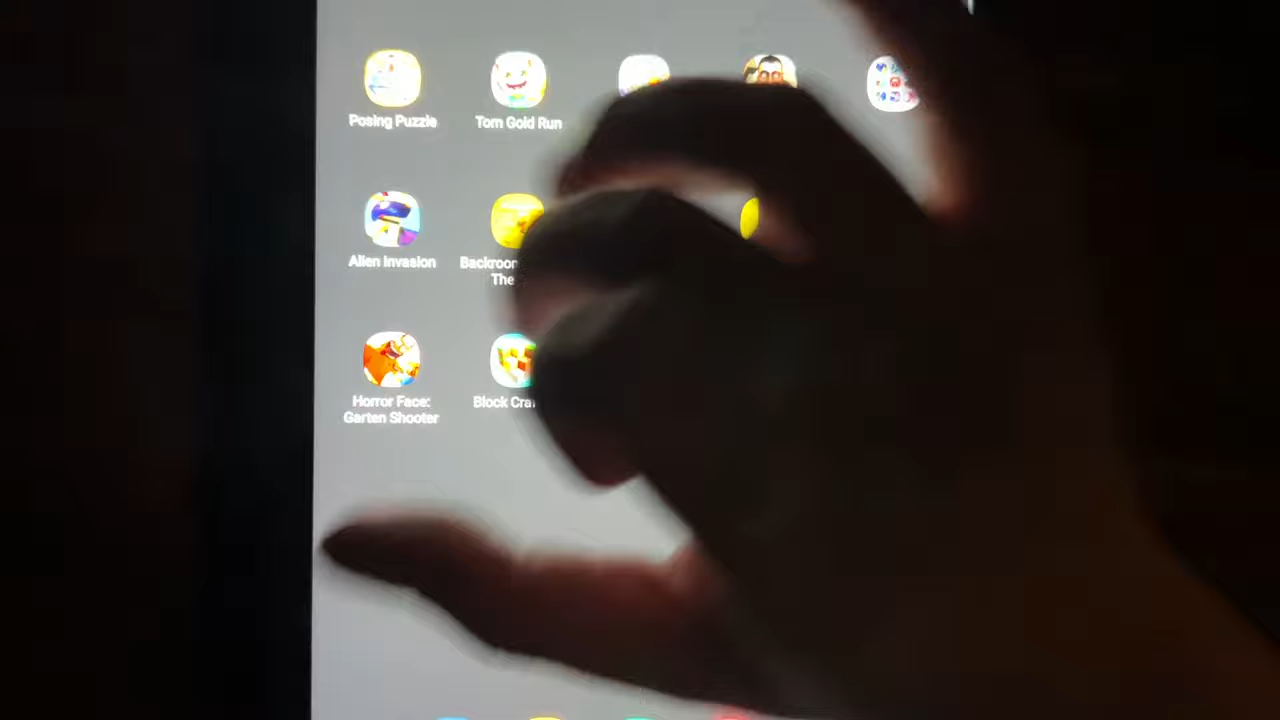 Posing Puzzle
Tom Gold Run
Alien Invasion
Backroom
The
Horror Face:
Garten Shooter
Block Cra